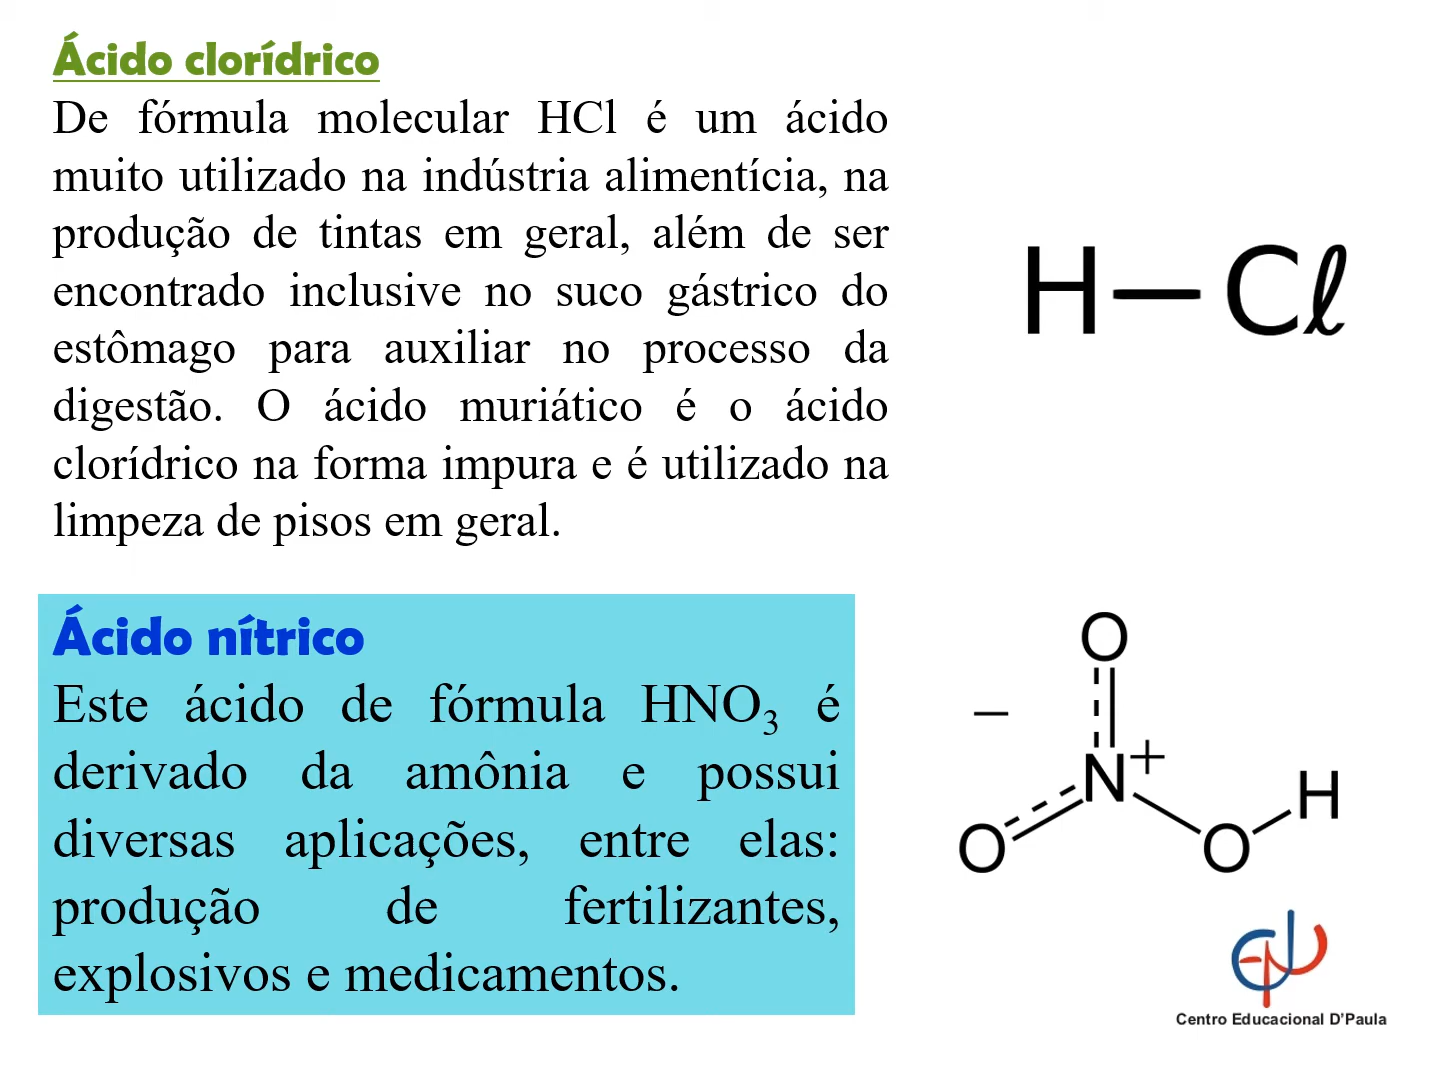 Ácido clorídrico
De fórmula molecular HCl é um ácido
muito utilizado na indústria alimentícia, na
produção de tintas em geral, além de ser
encontrado inclusive no suco gástrico do
estômago para auxiliar no processo da
digestão. O ácido muriático é o ácido
clorídrico na forma impura e é utilizado na
limpeza de pisos em geral.
H—Cℓ
Ácido nítrico
Este ácido de fórmula HNO₃ é
derivado da amônia e possui
diversas aplicações, entre elas:
produção de fertilizantes,
explosivos e medicamentos.
O
−
N+
H
O
O
Centro Educacional D'Paula